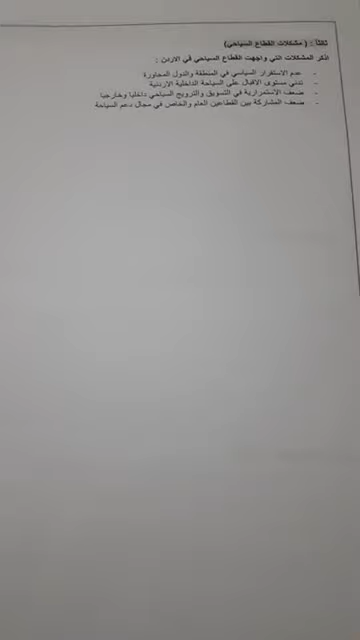 ثالثاً : ( مشكلات القطاع السياحي)
اذكر المشكلات التي واجهت القطاع السياحي في الاردن :
- عدم الاستقرار السياسي في المنطقة والدول المجاورة
- تدني مستوى الاقبال على السياحة الداخلية الاردنية
- ضعف الاستمرارية في التسويق والترويج السياحي داخليا وخارجيا
- ضعف المشاركة بين القطاعين العام والخاص في مجال دعم السياحة